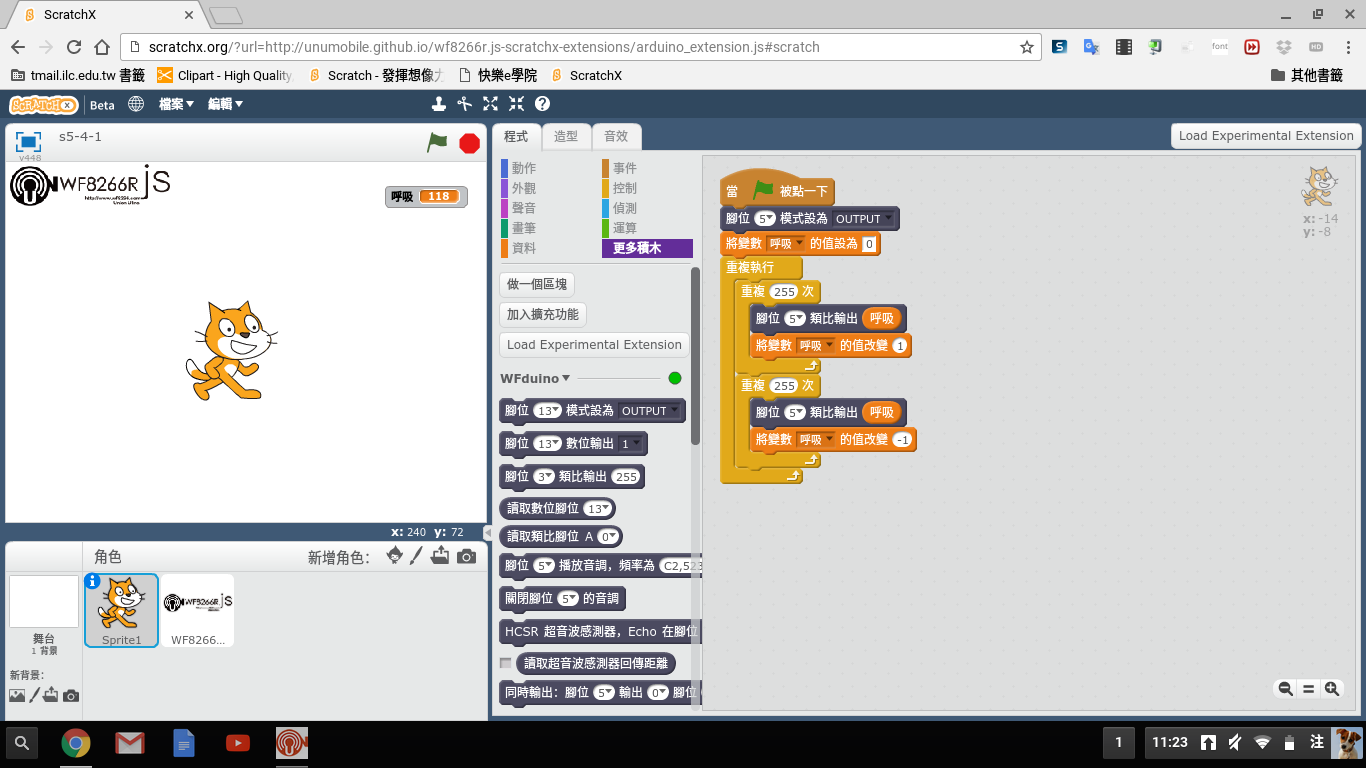 ScratchX
scratchx.org/?url=http://unumobile.github.io/wf8266r.js-scratchx-extensions/arduino_extension.js#scratch
tmail.ilc.edu.tw 書籤
Clipart - High Quality
Scratch - 發揮想像力
快樂e學院
ScratchX
其他書籤
SCRATCHX Beta 檔案 編輯
s5-4-1
v448
WF8266R JS
呼吸 118
x: 240 y: 72
程式 造型 音效
Load Experimental Extension
動作 事件
外觀 控制
聲音 偵測
畫筆 運算
資料 更多積木
做一個區塊
加入擴充功能
Load Experimental Extension
WFduino
腳位 13 模式設為 OUTPUT
腳位 13 數位輸出 1
腳位 3 類比輸出 255
讀取數位腳位 13
讀取類比腳位 A 0
腳位 5 播放音調，頻率為 C2,523
關閉腳位 5 的音調
HCSR 超音波感測器，Echo 在腳位
讀取超音波感測器回傳距離
同時輸出：腳位 5 輸出 0 腳位
當 被點一下
腳位 5 模式設為 OUTPUT
將變數 呼吸 的值設為 0
重複執行
重複 255 次
腳位 5 類比輸出 呼吸
將變數 呼吸 的值改變 1
重複 255 次
腳位 5 類比輸出 呼吸
將變數 呼吸 的值改變 -1
x: -14
y: -8
角色 新增角色：
舞台
1 背景
新背景：
Sprite1
WF8266...
1
11:23
注